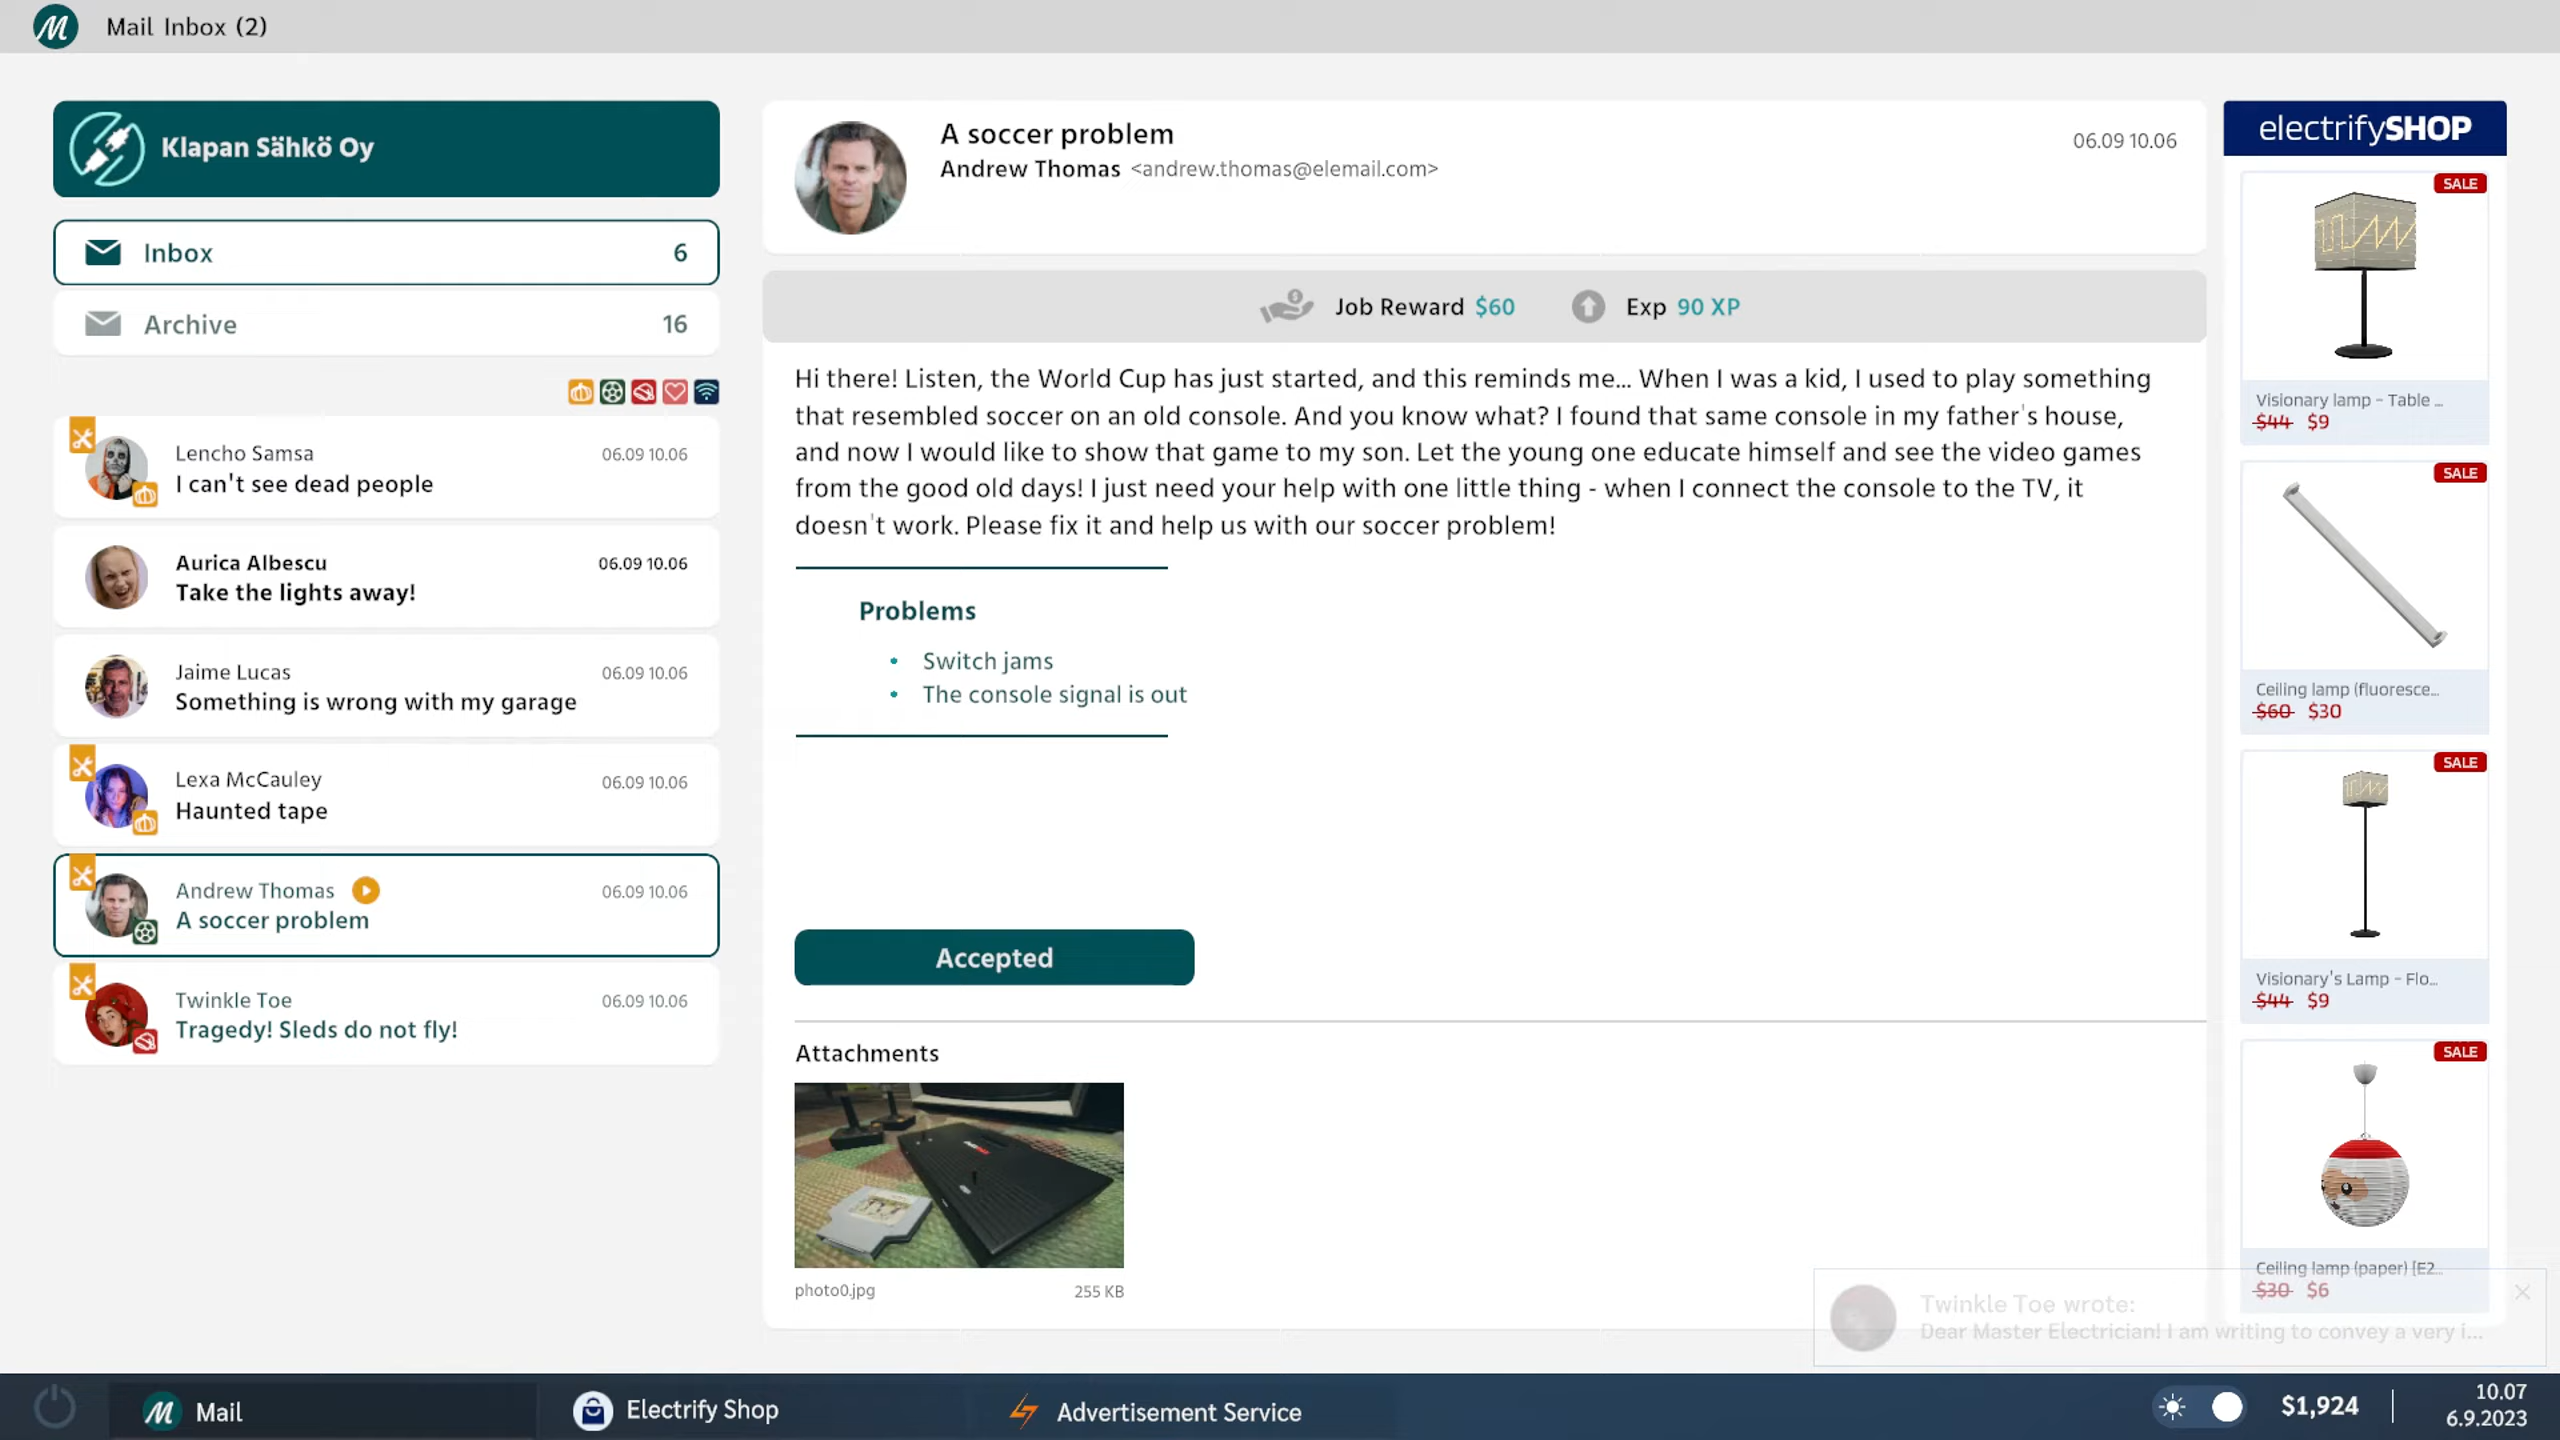 Mail Inbox (2)
Klapan Sähkö Oy
Inbox 6
Archive 16
Lencho Samsa 06.09 10.06
I can't see dead people
Aurica Albescu 06.09 10.06
Take the lights away!
Jaime Lucas 06.09 10.06
Something is wrong with my garage
Lexa McCauley 06.09 10.06
Haunted tape
Andrew Thomas 06.09 10.06
A soccer problem
Twinkle Toe 06.09 10.06
Tragedy! Sleds do not fly!
A soccer problem 06.09 10.06
Andrew Thomas <andrew.thomas@elemail.com>
Job Reward $60 Exp 90 XP
Hi there! Listen, the World Cup has just started, and this reminds me... When I was a kid, I used to play something
that resembled soccer on an old console. And you know what? I found that same console in my father's house,
and now I would like to show that game to my son. Let the young one educate himself and see the video games
from the good old days! I just need your help with one little thing - when I connect the console to the TV, it
doesn't work. Please fix it and help us with our soccer problem!
Problems
• Switch jams
• The console signal is out
Accepted
Attachments
photo0.jpg 255 KB
electrifySHOP
SALE
Visionary lamp - Table ...
$44 $9
SALE
Ceiling lamp (fluoresce...
$60 $30
SALE
Visionary's Lamp - Flo...
$44 $9
SALE
Ceiling lamp (paper) [E2...
$30 $6
Twinkle Toe wrote:
Dear Master Electrician! I am writing to convey a very i...
Mail
Electrify Shop
Advertisement Service
$1,924
10.07
6.9.2023